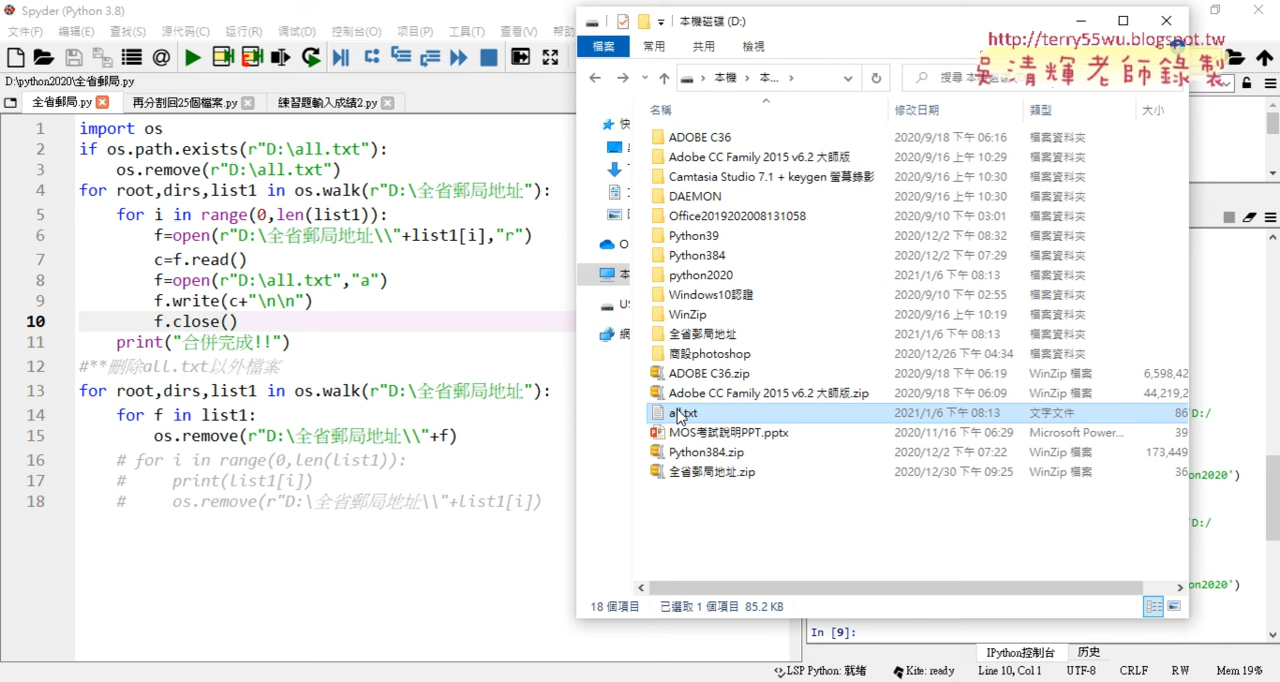 Spyder (Python 3.8)
文件(F) 编辑(E) 查找(S) 源代码(C) 运行(R) 调试(D) 控制台(O) 项目(P) 工具(T) 查看(V) 帮助
D:\python2020\全省郵局.py
全省郵局.py 再分割回25個檔案.py 練習題輸入成績2.py
1 import os
2 if os.path.exists(r"D:\all.txt"):
3 os.remove(r"D:\all.txt")
4 for root,dirs,list1 in os.walk(r"D:\全省郵局地址"):
5 for i in range(0,len(list1)):
6 f=open(r"D:\全省郵局地址\\"+list1[i],"r")
7 c=f.read()
8 f=open(r"D:\all.txt","a")
9 f.write(c+"\n\n")
10 f.close()
11 print("合併完成!!")
12 #**刪除all.txt以外檔案
13 for root,dirs,list1 in os.walk(r"D:\全省郵局地址"):
14 for f in list1:
15 os.remove(r"D:\全省郵局地址\\"+f)
16 # for i in range(0,len(list1)):
17 # print(list1[i])
18 # os.remove(r"D:\全省郵局地址\\"+list1[i])
本機磁碟 (D:)
檔案 常用 共用 檢視
http://terry55wu.blogspot.tw
吳清輝老師錄製
本機 本... 搜尋 本機磁碟
名稱 修改日期 類型 大小
ADOBE C36 2020/9/18 下午 06:16 檔案資料夾
Adobe CC Family 2015 v6.2 大師版 2020/9/16 上午 10:29 檔案資料夾
Camtasia Studio 7.1 + keygen 螢幕錄影 2020/9/16 上午 10:30 檔案資料夾
DAEMON 2020/9/16 上午 10:30 檔案資料夾
Office2019202008131058 2020/9/10 下午 03:01 檔案資料夾
Python39 2020/12/2 下午 08:32 檔案資料夾
Python384 2020/12/2 下午 07:29 檔案資料夾
python2020 2021/1/6 下午 08:13 檔案資料夾
Windows10認證 2020/9/10 下午 02:55 檔案資料夾
WinZip 2020/9/16 上午 10:19 檔案資料夾
全省郵局地址 2021/1/6 下午 08:13 檔案資料夾
商設photoshop 2020/12/26 下午 04:34 檔案資料夾
ADOBE C36.zip 2020/9/18 下午 06:19 WinZip 檔案 6,598,42
Adobe CC Family 2015 v6.2 大師版.zip 2020/9/18 下午 06:09 WinZip 檔案 44,219,2
all.txt 2021/1/6 下午 08:13 文字文件 86
MOS考試說明PPT.pptx 2020/11/16 下午 06:29 Microsoft Power... 39
Python384.zip 2020/12/2 下午 07:22 WinZip 檔案 173,449
全省郵局地址.zip 2020/12/30 下午 09:25 WinZip 檔案 36
18 個項目 已選取 1 個項目 85.2 KB
D:/
on2020')
D:/
on2020')
In [9]:
IPython控制台 历史
LSP Python: 就绪 Kite: ready Line 10, Col 1 UTF-8 CRLF RW Mem 19%